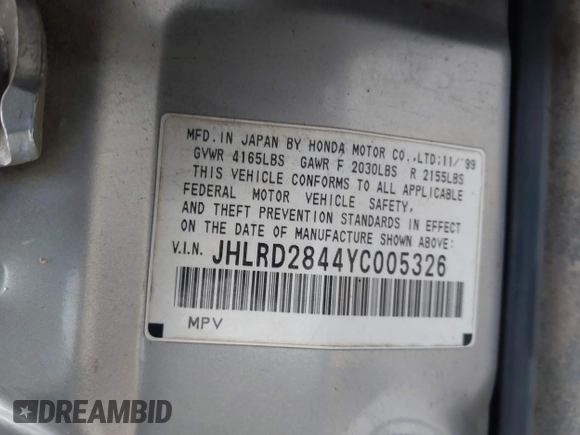 MFD. IN JAPAN BY HONDA MOTOR CO., LTD:11/'99
GVWR 4165LBS GAWR F 2030LBS R 2155LBS
THIS VEHICLE CONFORMS TO ALL APPLICABLE
FEDERAL MOTOR VEHICLE SAFETY,
AND THEFT PREVENTION STANDARDS IN EFFECT
ON THE DATE OF MANUFACTURE SHOWN ABOVE:
V.I.N. JHLRD2844YC005326
MPV
DREAMBID